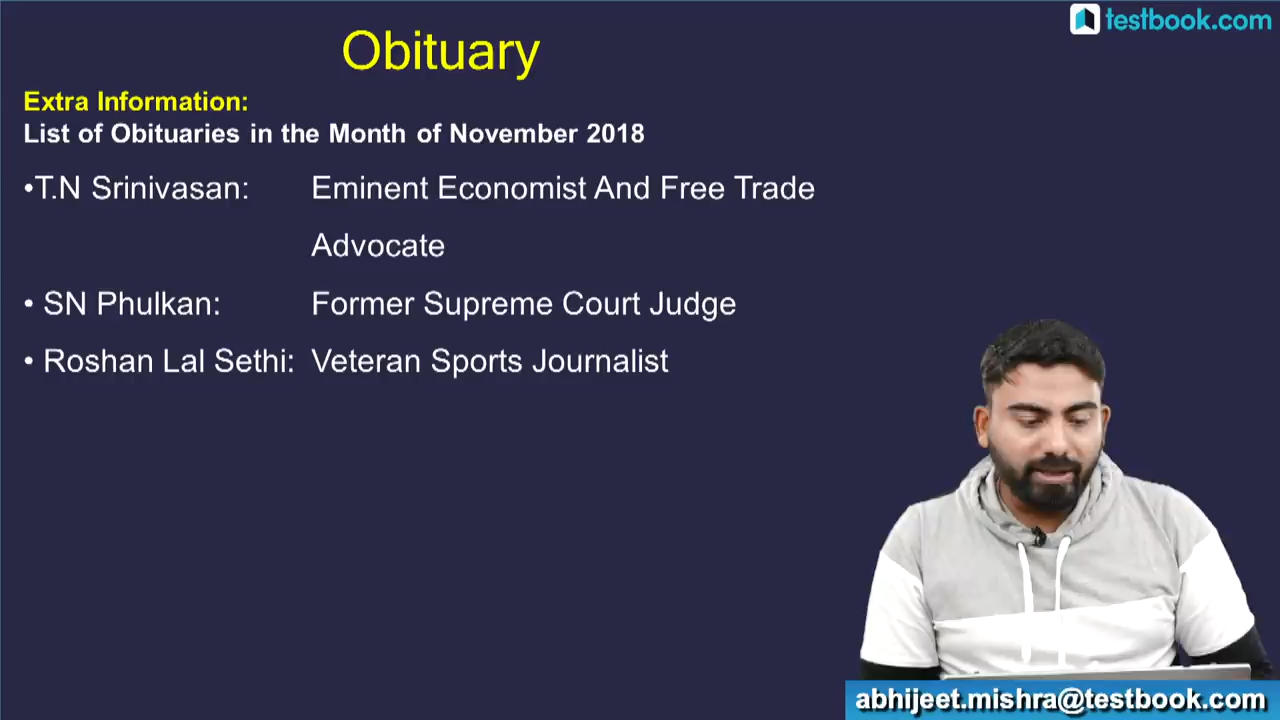 testbook.com
Obituary
Extra Information:
List of Obituaries in the Month of November 2018
•T.N Srinivasan: Eminent Economist And Free Trade
Advocate
• SN Phulkan: Former Supreme Court Judge
• Roshan Lal Sethi: Veteran Sports Journalist
abhijeet.mishra@testbook.com